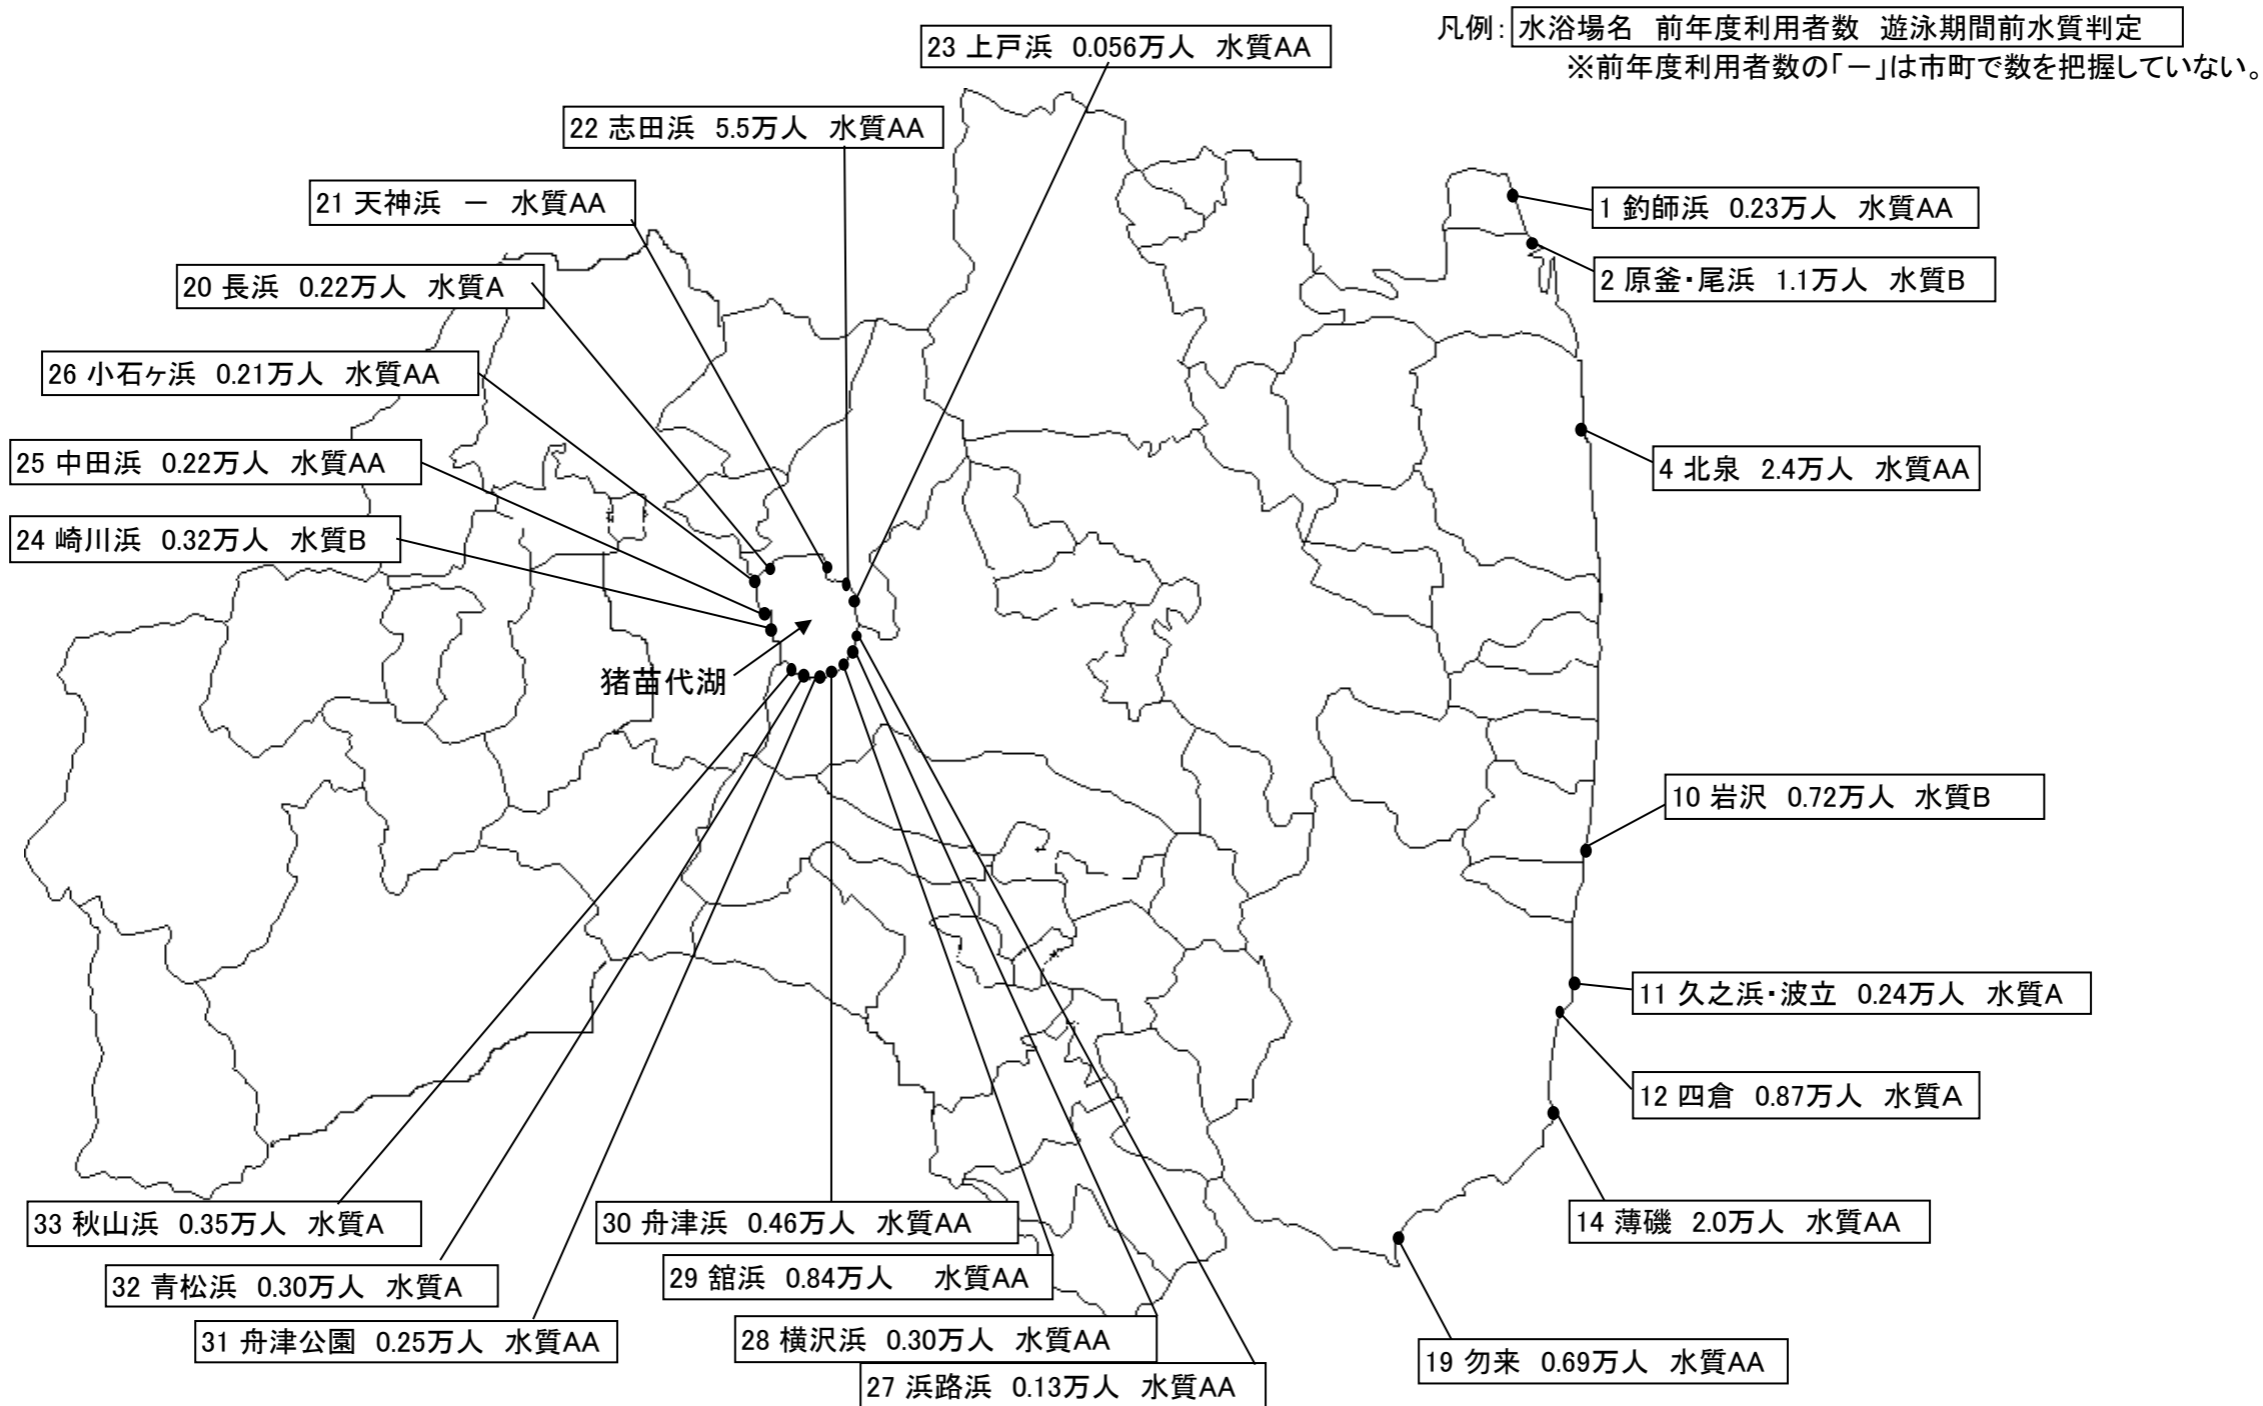 凡例： 水浴場名　前年度利用者数　遊泳期間前水質判定
※前年度利用者数の「－」は市町で数を把握していない。
23 上戸浜　0.056万人　水質AA
22 志田浜　5.5万人　水質AA
21 天神浜　－　水質AA
20 長浜　0.22万人　水質A
26 小石ヶ浜　0.21万人　水質AA
25 中田浜　0.22万人　水質AA
24 崎川浜　0.32万人　水質B
猪苗代湖
1 釣師浜　0.23万人　水質AA
2 原釜・尾浜　1.1万人　水質B
4 北泉　2.4万人　水質AA
10 岩沢　0.72万人　水質B
11 久之浜・波立　0.24万人　水質A
12 四倉　0.87万人　水質A
14 薄磯　2.0万人　水質AA
19 勿来　0.69万人　水質AA
33 秋山浜　0.35万人　水質A
32 青松浜　0.30万人　水質A
31 舟津公園　0.25万人　水質AA
30 舟津浜　0.46万人　水質AA
29 舘浜　0.84万人　水質AA
28 横沢浜　0.30万人　水質AA
27 浜路浜　0.13万人　水質AA